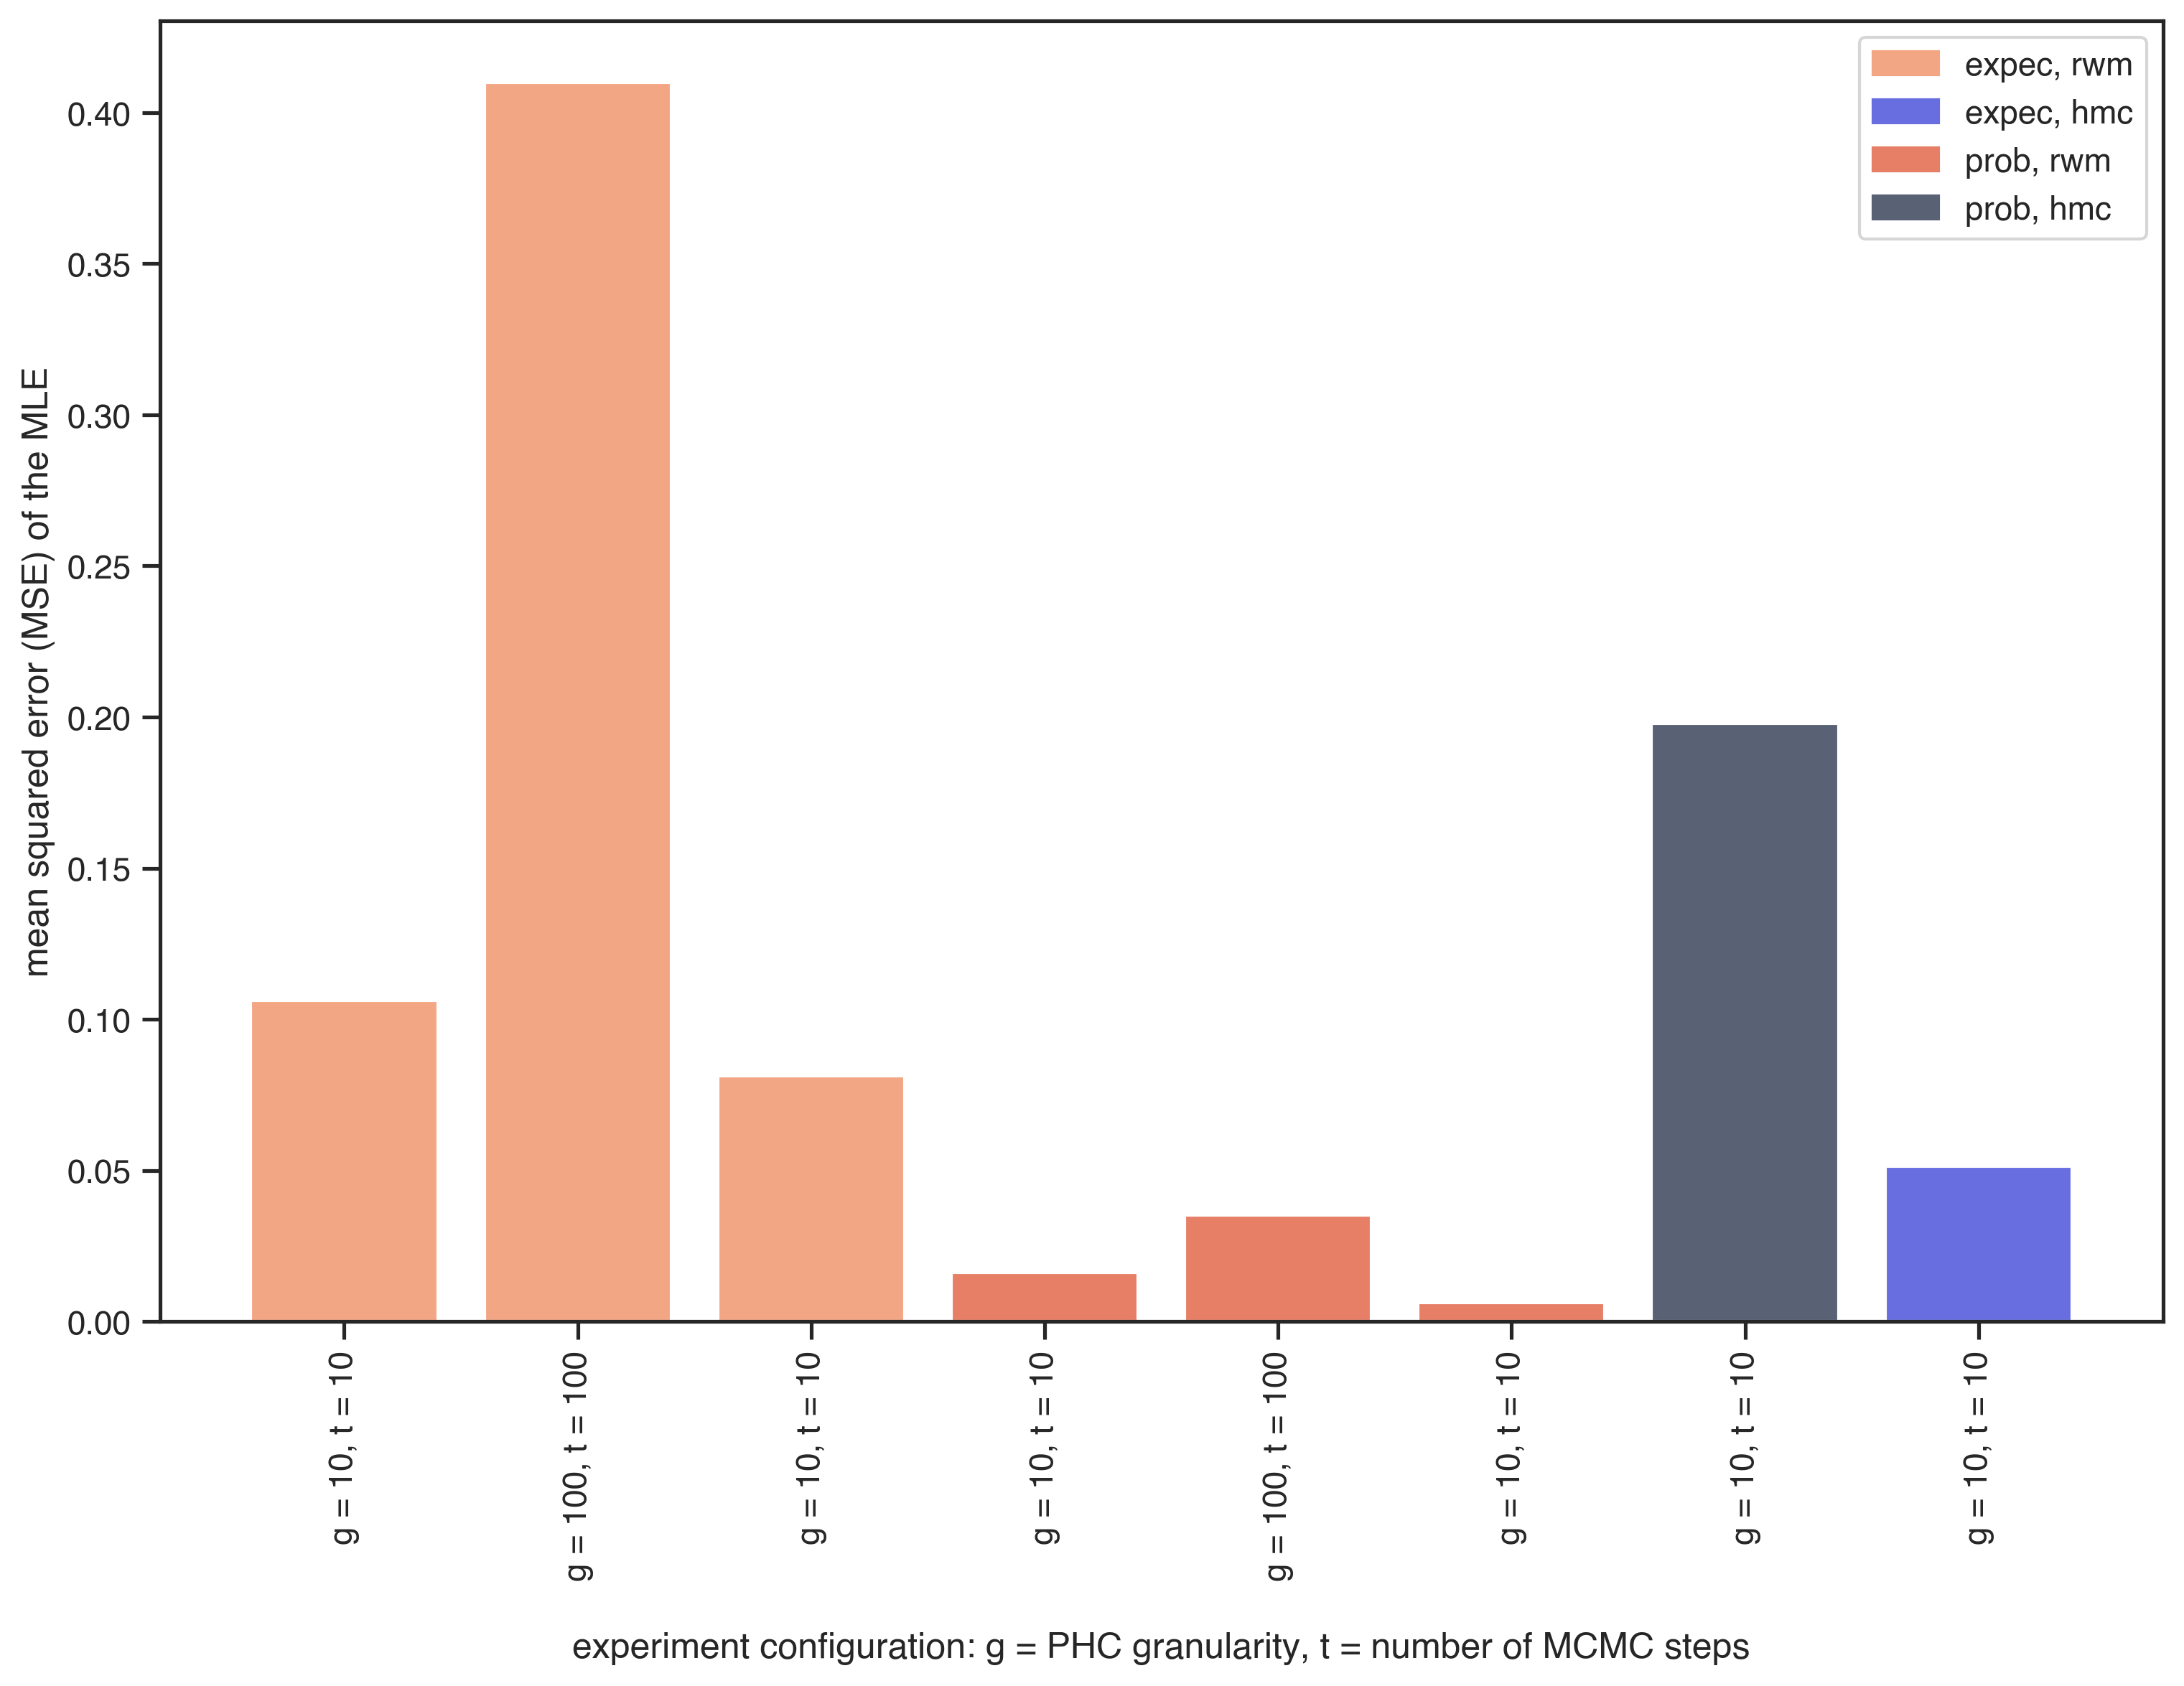 expec, rwm
expec, hmc
prob, rwm
prob, hmc
mean squared error (MSE) of the MLE
0.40
0.35
0.30
0.25
0.20
0.15
0.10
0.05
0.00
g = 10, t = 10
g = 100, t = 100
g = 10, t = 10
g = 10, t = 10
g = 100, t = 100
g = 10, t = 10
g = 10, t = 10
g = 10, t = 10
experiment configuration: g = PHC granularity, t = number of MCMC steps